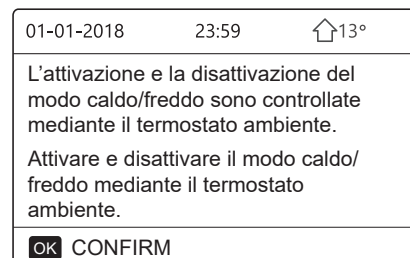 01-01-2018 23:59 13°
L'attivazione e la disattivazione del
modo caldo/freddo sono controllate
mediante il termostato ambiente.
Attivare e disattivare il modo caldo/
freddo mediante il termostato
ambiente.
OK CONFIRM